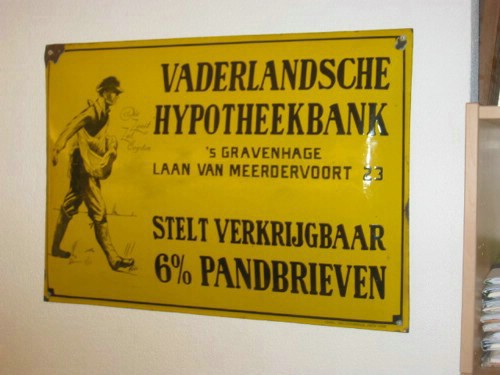 VADERLANDSCHE
HYPOTHEEKBANK
'S GRAVENHAGE
LAAN VAN MEERDERVOORT 23
STELT VERKRIJGBAAR
6% PANDBRIEVEN